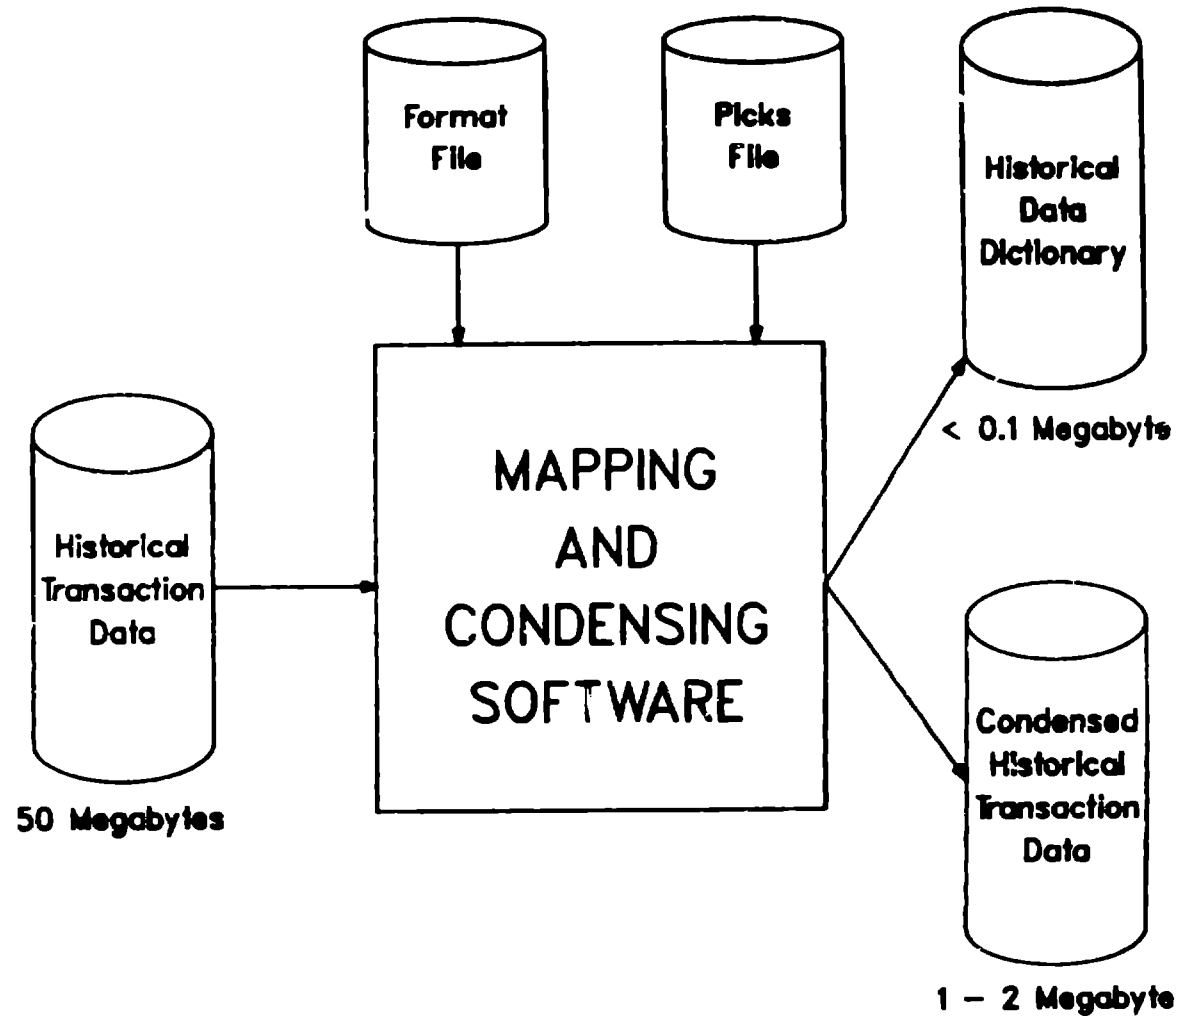 Format
File
Picks
File
Historical
Data
Dictionary
< 0.1 Megabyte
Historical
Transaction
Data
50 Megabytes
MAPPING
AND
CONDENSING
SOFTWARE
Condensed
Historical
Transaction
Data
1 - 2 Megabyte